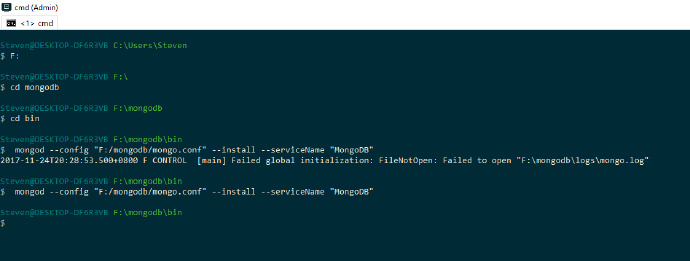 cmd (Admin)
<1> cmd
Steven@DESKTOP-DF6R3VB C:\Users\Steven
$ F:
Steven@DESKTOP-DF6R3VB F:\
$ cd mongodb
Steven@DESKTOP-DF6R3VB F:\mongodb
$ cd bin
Steven@DESKTOP-DF6R3VB F:\mongodb\bin
$  mongod --config "F:/mongodb/mongo.conf" --install --serviceName "MongoDB"
2017-11-24T20:28:53.500+0800 F CONTROL  [main] Failed global initialization: FileNotOpen: Failed to open "F:\mongodb\logs\mongo.log"
Steven@DESKTOP-DF6R3VB F:\mongodb\bin
$  mongod --config "F:/mongodb/mongo.conf" --install --serviceName "MongoDB"
Steven@DESKTOP-DF6R3VB F:\mongodb\bin
$